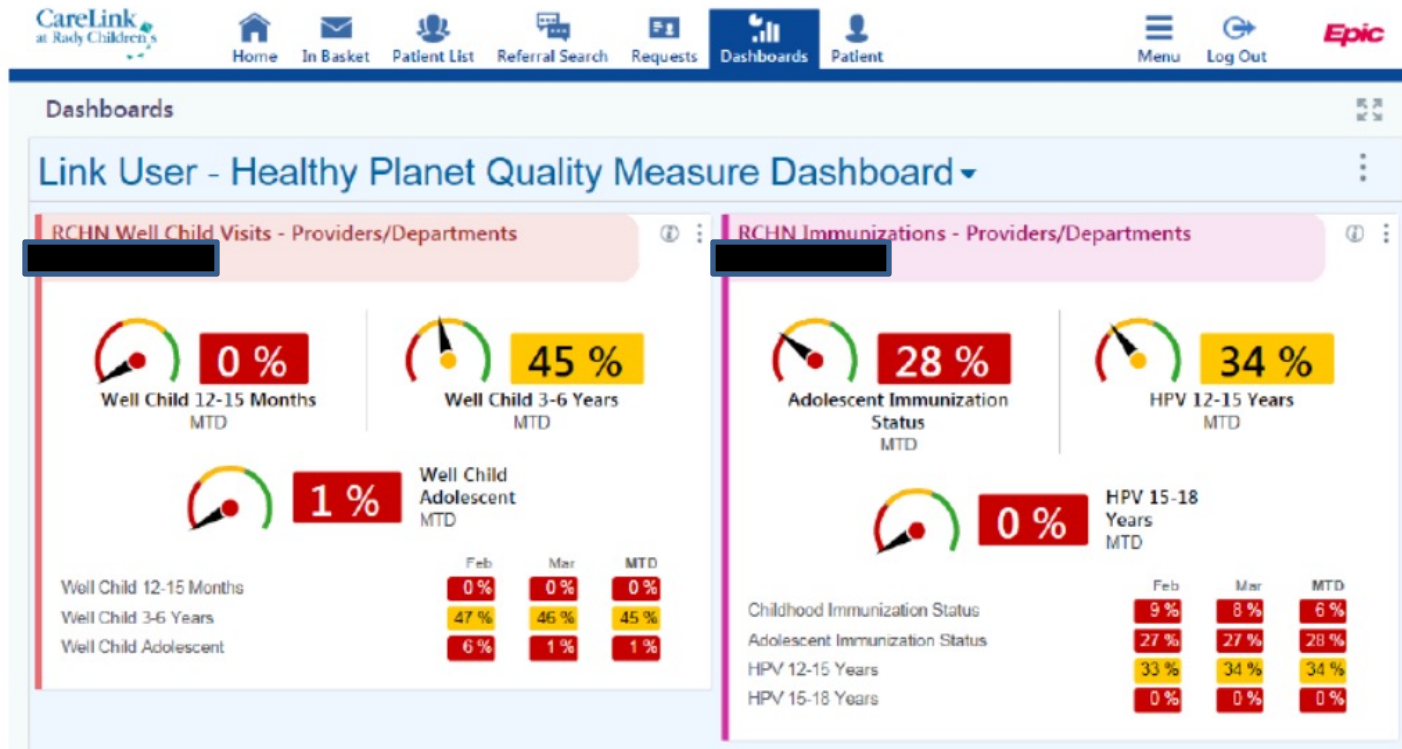 CareLink
at Rady Children's
Home In Basket Patient List Referral Search Requests Dashboards Patient Menu Log Out Epic
Dashboards
Link User - Healthy Planet Quality Measure Dashboard
RCHN Well Child Visits - Providers/Departments
0 %
Well Child 12-15 Months
MTD
45 %
Well Child 3-6 Years
MTD
1 %
Well Child
Adolescent
MTD
Feb Mar MTD
Well Child 12-15 Months 0 % 0 % 0 %
Well Child 3-6 Years 47 % 46 % 45 %
Well Child Adolescent 6 % 1 % 1 %
RCHN Immunizations - Providers/Departments
28 %
Adolescent Immunization
Status
MTD
34 %
HPV 12-15 Years
MTD
0 %
HPV 15-18
Years
MTD
Feb Mar MTD
Childhood Immunization Status 9 % 8 % 6 %
Adolescent Immunization Status 27 % 27 % 28 %
HPV 12-15 Years 33 % 34 % 34 %
HPV 15-18 Years 0 % 0 % 0 %